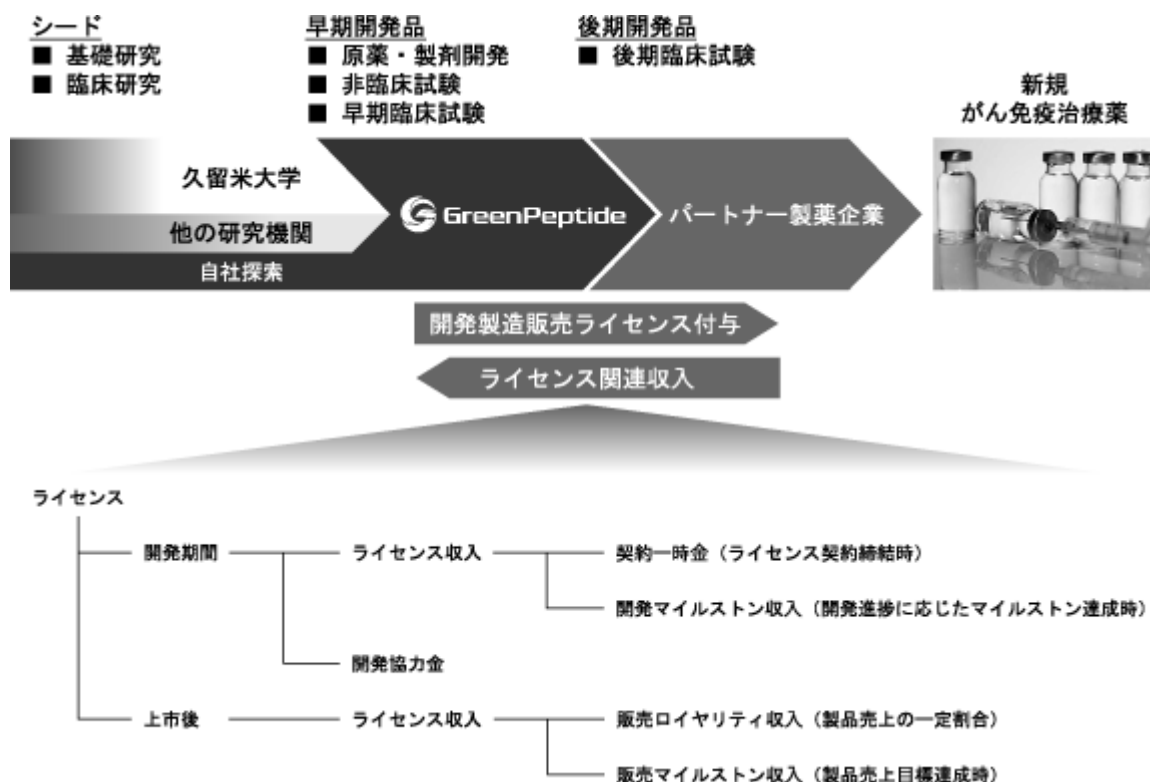 シード
■ 基礎研究
■ 臨床研究
早期開発品
■ 原薬・製剤開発
■ 非臨床試験
■ 早期臨床試験
後期開発品
■ 後期臨床試験
新規
がん免疫治療薬
久留米大学
他の研究機関
自社探索
GreenPeptide
パートナー製薬企業
開発製造販売ライセンス付与
ライセンス関連収入
ライセンス
開発期間
ライセンス収入
契約一時金（ライセンス契約締結時）
開発マイルストン収入（開発進捗に応じたマイルストン達成時）
開発協力金
上市後
ライセンス収入
販売ロイヤリティ収入（製品売上の一定割合）
販売マイルストン収入（製品売上目標達成時）